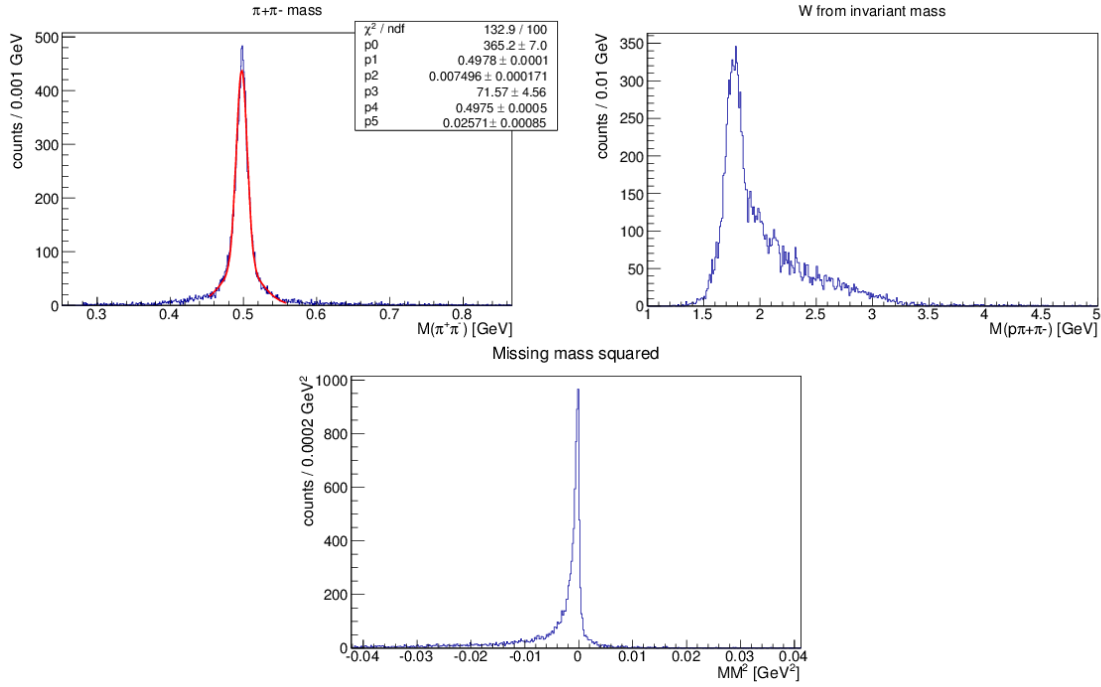 π+π- mass
counts / 0.001 GeV
500
400
300
200
100
0
0.3 0.4 0.5 0.6 0.7 0.8
M(π⁺π⁻) [GeV]
χ² / ndf 132.9 / 100
p0 365.2 ± 7.0
p1 0.4978 ± 0.0001
p2 0.007496 ± 0.000171
p3 71.57 ± 4.56
p4 0.4975 ± 0.0005
p5 0.02571 ± 0.00085
W from invariant mass
counts / 0.01 GeV
350
300
250
200
150
100
50
0
1 1.5 2 2.5 3 3.5 4 4.5 5
M(pπ+π-) [GeV]
Missing mass squared
counts / 0.0002 GeV²
1000
800
600
400
200
0
-0.04 -0.03 -0.02 -0.01 0 0.01 0.02 0.03 0.04
MM² [GeV²]